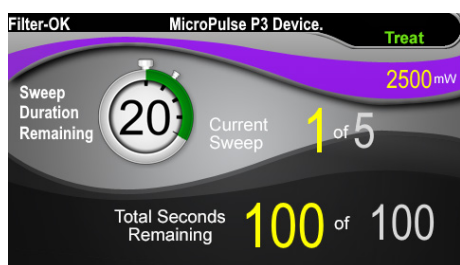 Filter-OK MicroPulse P3 Device.
Treat
2500mW
Sweep
Duration
Remaining
20
Current
Sweep
1 of 5
Total Seconds
Remaining
100 of 100